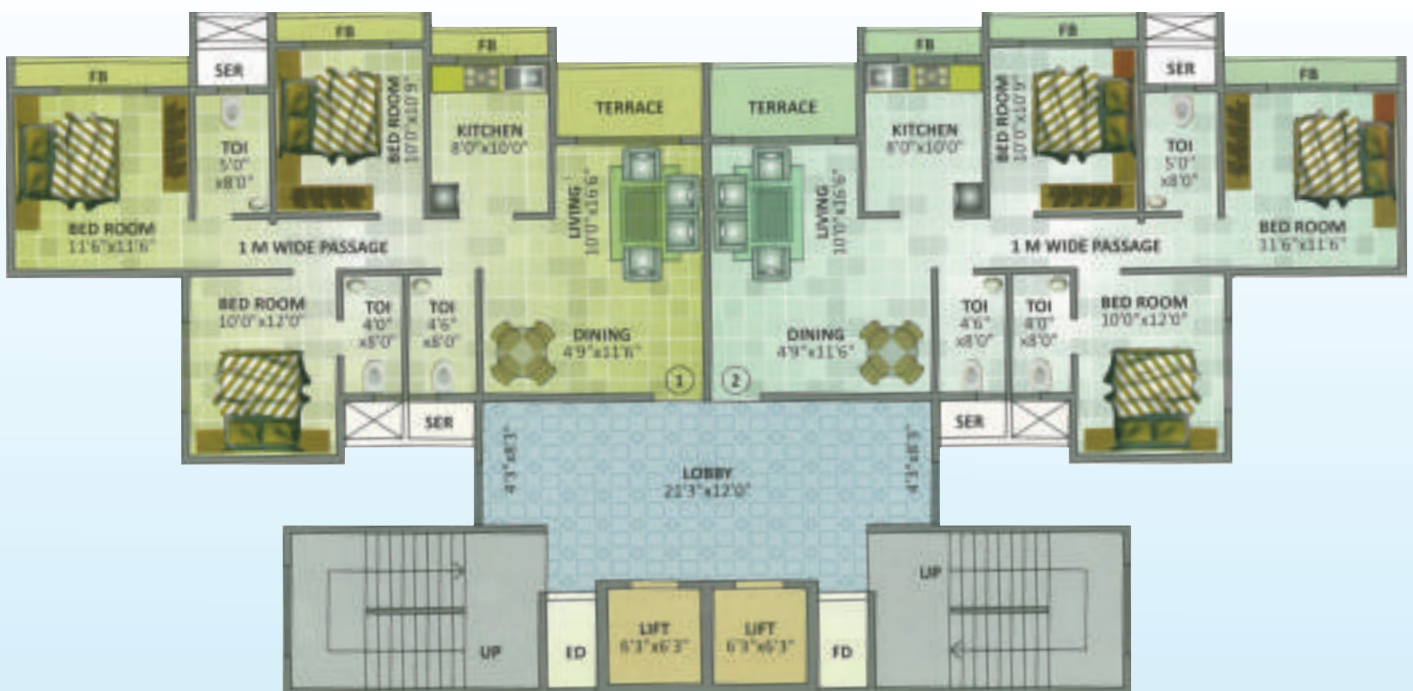 FB
FB
FB
FB
FB
FB
SER
SER
TERRACE
TERRACE
BED ROOM
10'0"x10'9"
KITCHEN
8'0"x10'0"
KITCHEN
8'0"x10'0"
BED ROOM
10'0"x10'9"
TOI
5'0"
x8'0"
TOI
5'0"
x8'0"
LIVING
10'0"x16'6"
LIVING
10'0"x16'6"
BED ROOM
11'6"x11'6"
1 M WIDE PASSAGE
1 M WIDE PASSAGE
BED ROOM
11'6"x11'6"
BED ROOM
10'0"x12'0"
TOI
4'0"
x8'0"
TOI
4'6"
x8'0"
DINING
4'9"x11'6"
DINING
4'9"x11'6"
TOI
4'6"
x8'0"
TOI
4'0"
x8'0"
BED ROOM
10'0"x12'0"
1
2
SER
SER
4'3"x8'3"
LOBBY
21'3"x12'0"
4'3"x8'3"
UP
UP
ED
LIFT
6'3"x6'3"
LIFT
6'3"x6'3"
FD